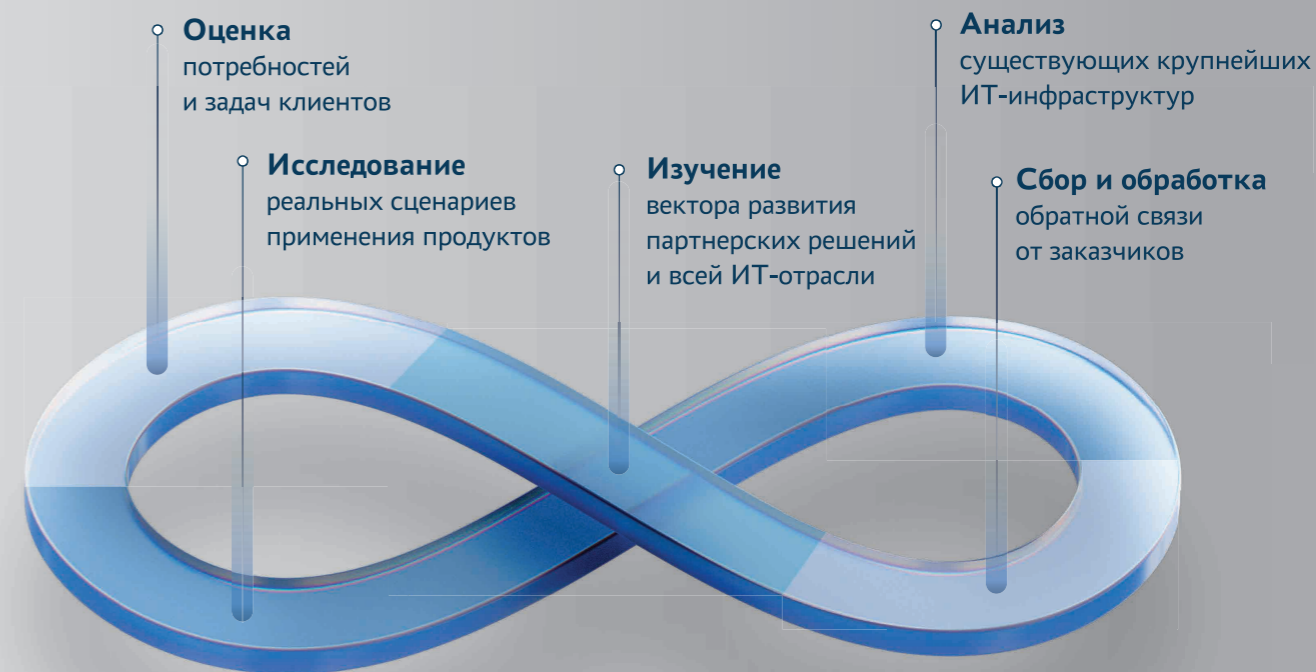 Оценка
потребностей
и задач клиентов
Исследование
реальных сценариев
применения продуктов
Изучение
вектора развития
партнерских решений
и всей ИТ-отрасли
Анализ
существующих крупнейших
ИТ-инфраструктур
Сбор и обработка
обратной связи
от заказчиков